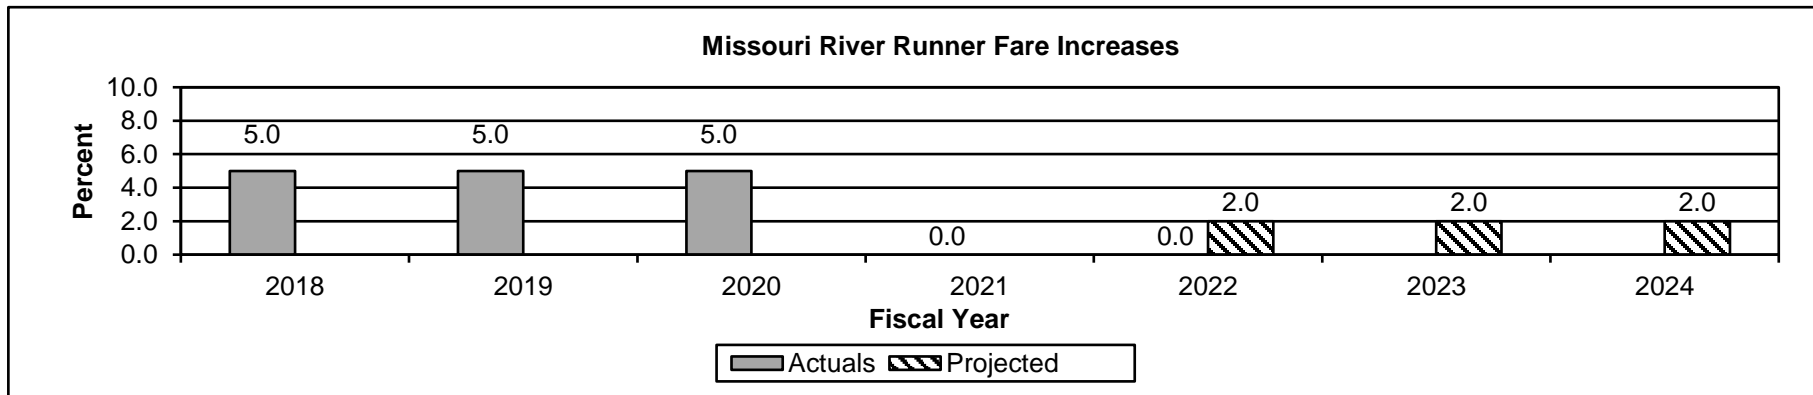 Missouri River Runner Fare Increases
Percent
10.0
8.0
6.0
4.0
2.0
0.0
5.0 5.0 5.0 0.0 0.0 2.0 2.0 2.0
2018 2019 2020 2021 2022 2023 2024
Fiscal Year
Actuals Projected